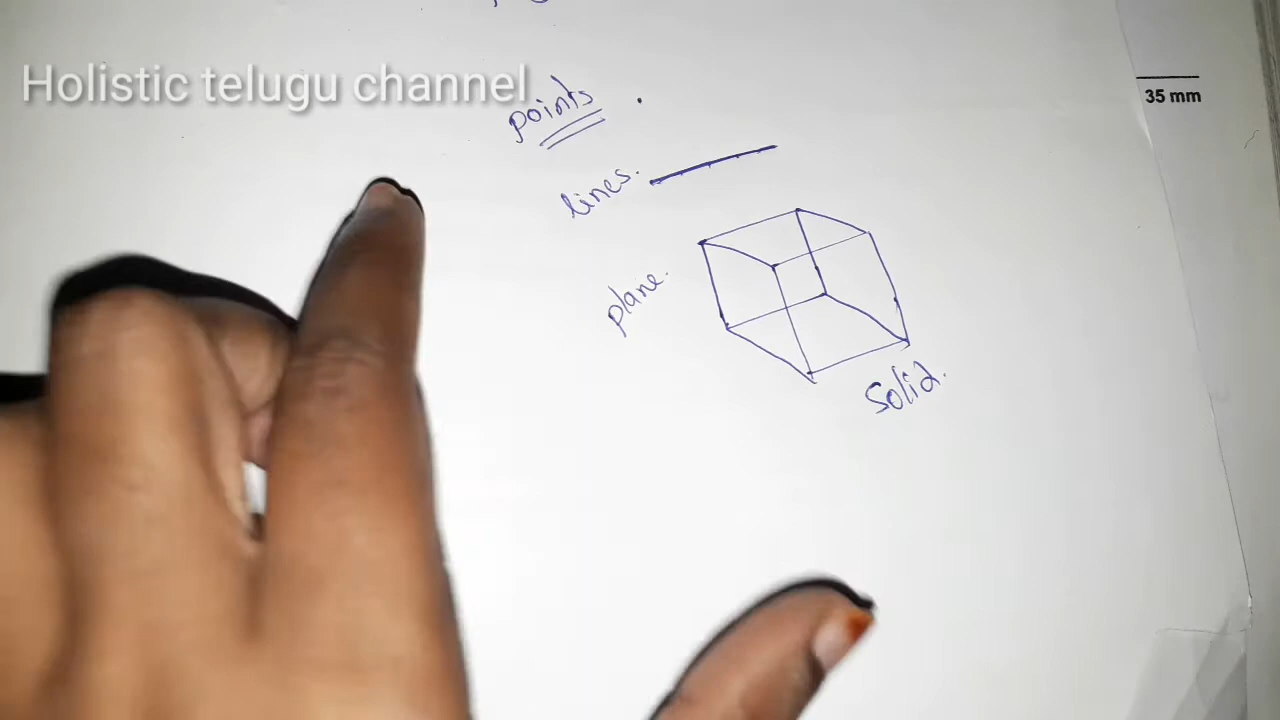 Holistic telugu channel
35 mm
points .
lines.
plane.
Solid.